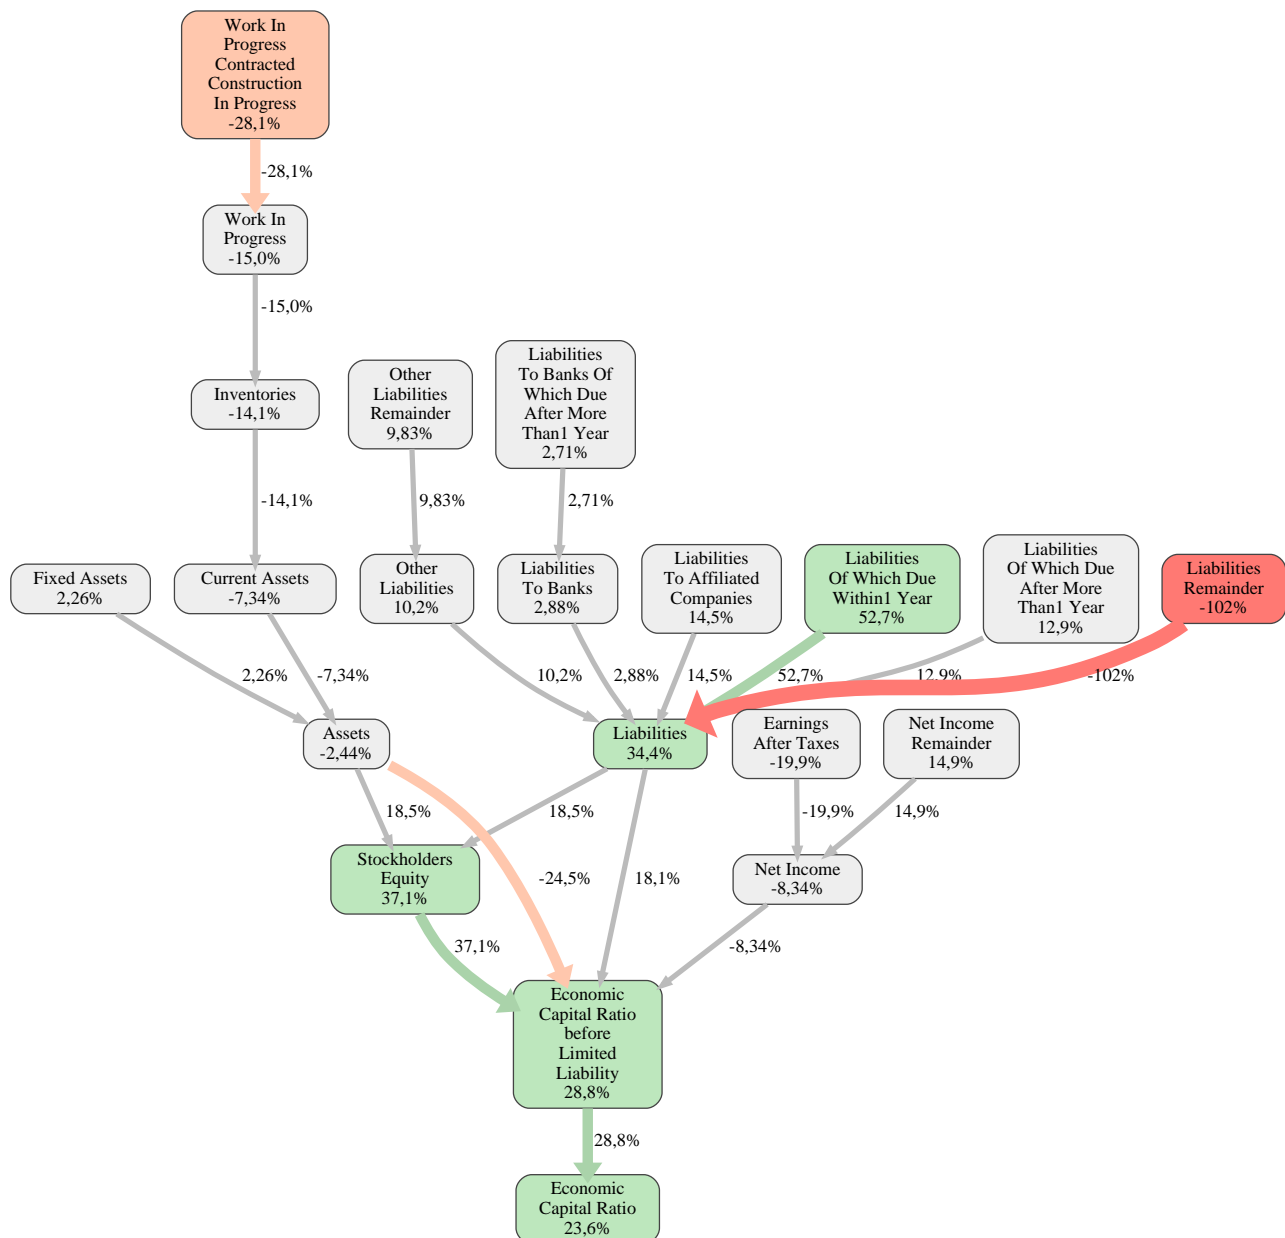 Work In
Progress
Contracted
Construction
In Progress
-28,1%
-28,1%
Work In
Progress
-15,0%
-15,0%
Inventories
-14,1%
Other
Liabilities
Remainder
9,83%
Liabilities
To Banks Of
Which Due
After More
Than1 Year
2,71%
-14,1%
9,83%
2,71%
Fixed Assets
2,26%
Current Assets
-7,34%
Other
Liabilities
10,2%
Liabilities
To Banks
2,88%
Liabilities
To Affiliated
Companies
14,5%
Liabilities
Of Which Due
Within1 Year
52,7%
Liabilities
Of Which Due
After More
Than1 Year
12,9%
Liabilities
Remainder
-102%
2,26%
-7,34%
10,2%
2,88%
14,5%
52,7%
12,9%
-102%
Assets
-2,44%
Liabilities
34,4%
Earnings
After Taxes
-19,9%
Net Income
Remainder
14,9%
18,5%
18,5%
-19,9%
14,9%
Stockholders
Equity
37,1%
-24,5%
18,1%
Net Income
-8,34%
37,1%
-8,34%
Economic
Capital Ratio
before
Limited
Liability
28,8%
28,8%
Economic
Capital Ratio
23,6%